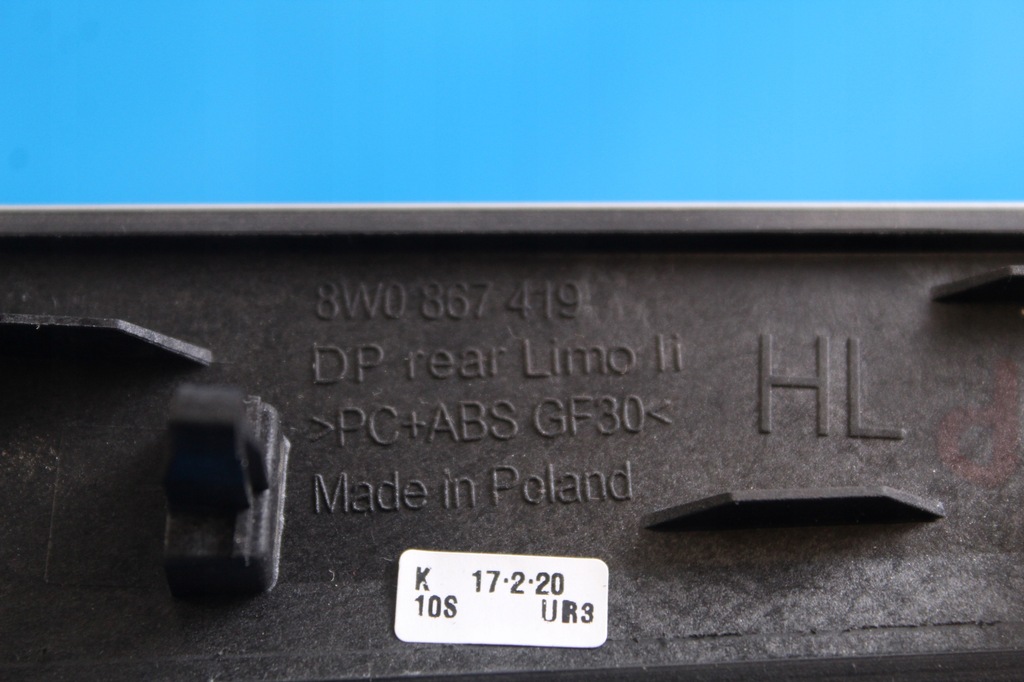 8W0 867 419
DP rear Limo li
>PC+ABS GF30<
Made in Poland
HL
K 17·2·20
10S UR3